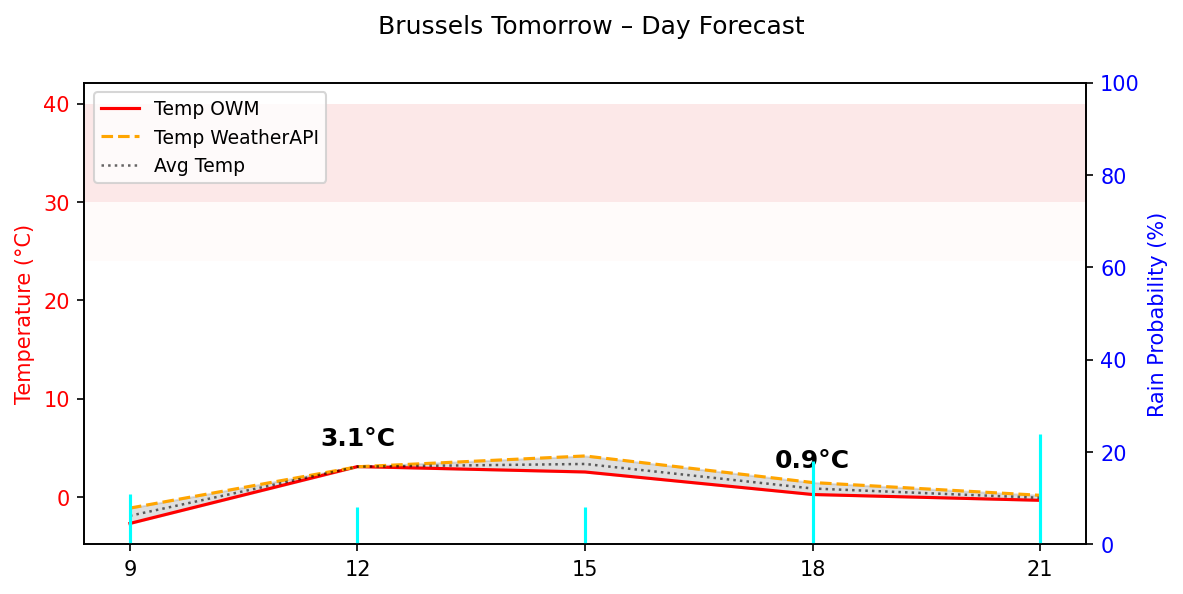 Brussels Tomorrow – Day Forecast
Temp OWM
Temp WeatherAPI
Avg Temp
Temperature (°C)
40
30
20
10
0
3.1°C
0.9°C
100
80
60
40
20
0
Rain Probability (%)
9
12
15
18
21